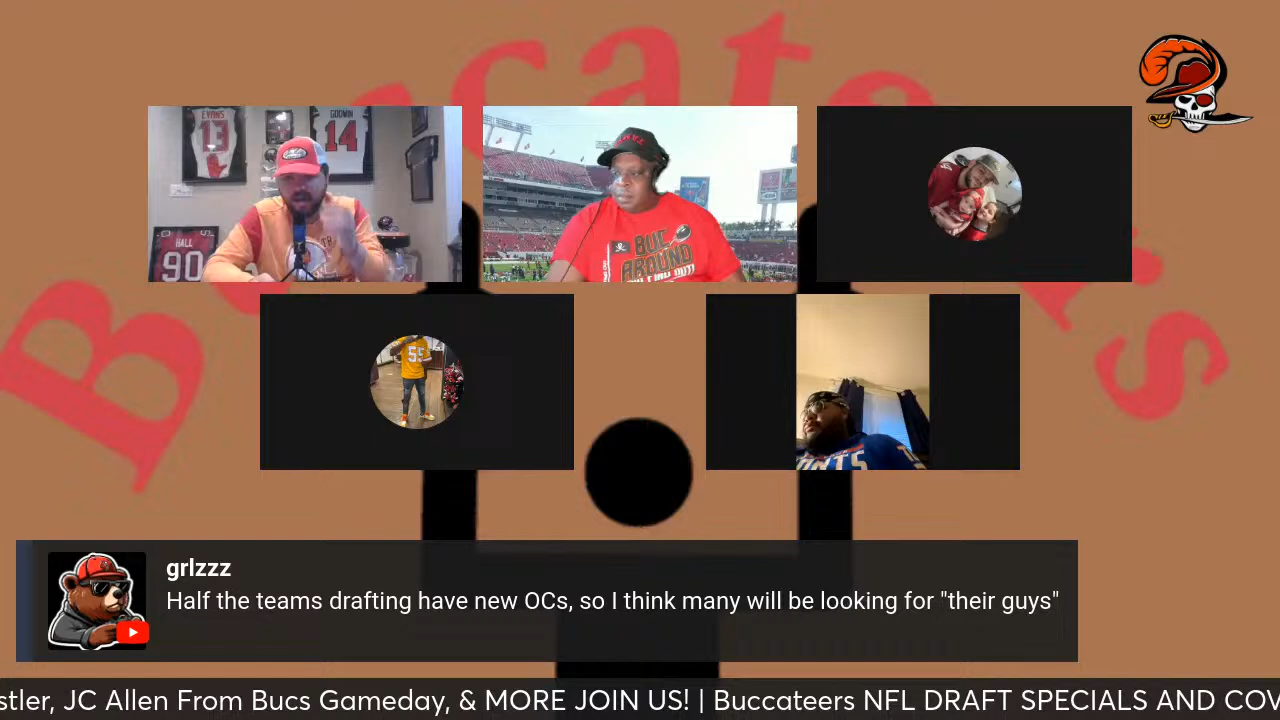 Buccaneers
EVANS
13
GODWIN
14
HALL
90
BUC
AROUND
55
grlzzz
Half the teams drafting have new OCs, so I think many will be looking for "their guys"
stler, JC Allen From Bucs Gameday, & MORE JOIN US! | Buccateers NFL DRAFT SPECIALS AND COV